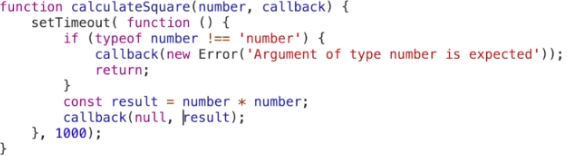 function calculateSquare(number, callback) {
    setTimeout( function () {
        if (typeof number !== 'number') {
            callback(new Error('Argument of type number is expected'));
            return;
        }
        const result = number * number;
        callback(null, result);
    }, 1000);
}